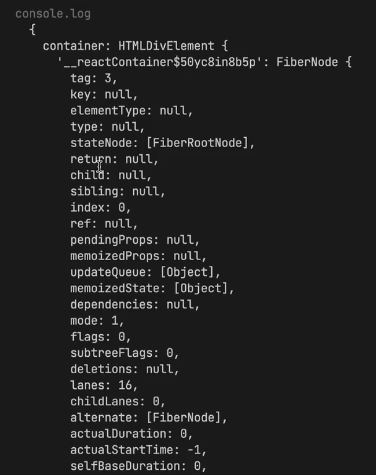 console.log
{
container: HTMLDivElement {
'__reactContainer$50yc8in8b5p': FiberNode {
tag: 3,
key: null,
elementType: null,
type: null,
stateNode: [FiberRootNode],
return: null,
child: null,
sibling: null,
index: 0,
ref: null,
pendingProps: null,
memoizedProps: null,
updateQueue: [Object],
memoizedState: [Object],
dependencies: null,
mode: 1,
flags: 0,
subtreeFlags: 0,
deletions: null,
lanes: 16,
childLanes: 0,
alternate: [FiberNode],
actualDuration: 0,
actualStartTime: -1,
selfBaseDuration: 0,